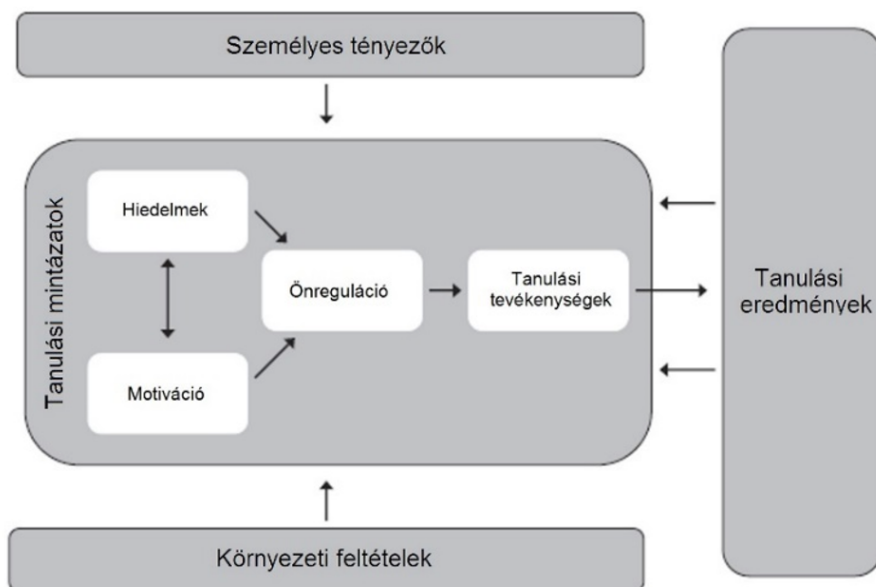 Személyes tényezők
Tanulási mintázatok
Hiedelmek
Motiváció
Önreguláció
Tanulási
tevékenységek
Tanulási
eredmények
Környezeti feltételek